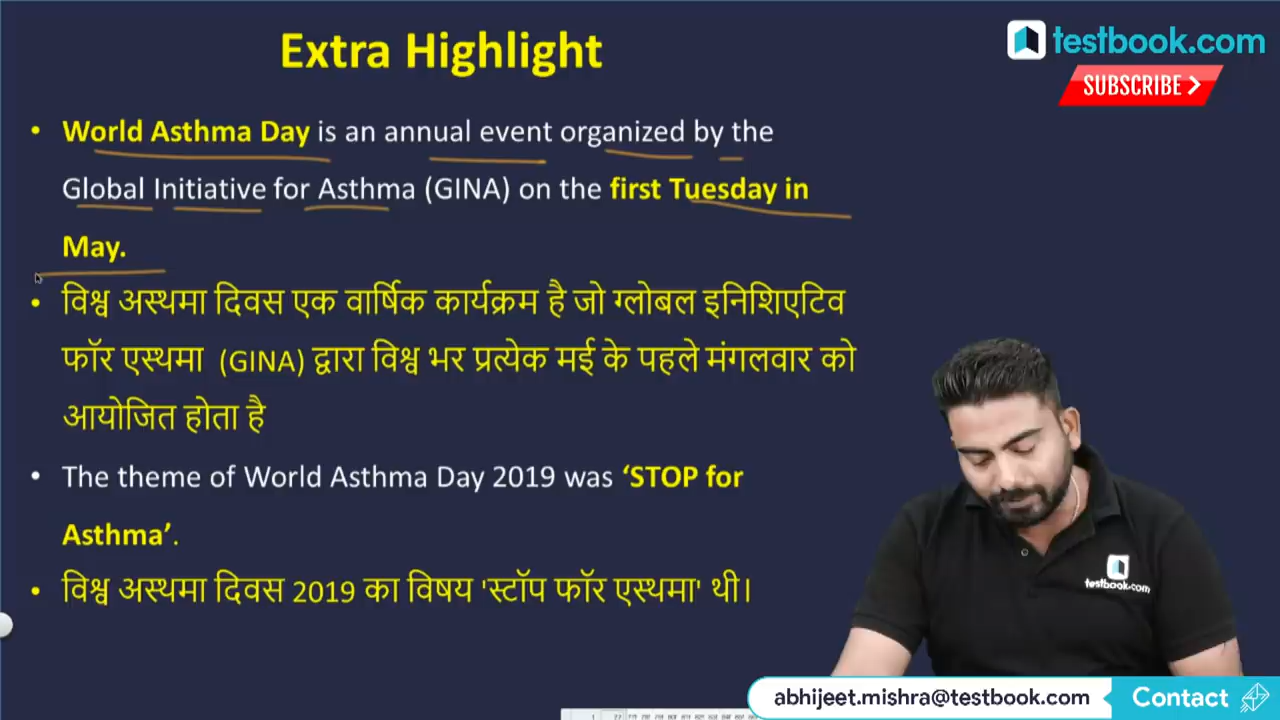 Extra Highlight
testbook.com
SUBSCRIBE
• World Asthma Day is an annual event organized by the
Global Initiative for Asthma (GINA) on the first Tuesday in
May.
• विश्व अस्थमा दिवस एक वार्षिक कार्यक्रम है जो ग्लोबल इनिशिएटिव
फॉर एस्थमा (GINA) द्वारा विश्व भर प्रत्येक मई के पहले मंगलवार को
आयोजित होता है
• The theme of World Asthma Day 2019 was ‘STOP for
Asthma’.
• विश्व अस्थमा दिवस 2019 का विषय 'स्टॉप फॉर एस्थमा' थी।
testbook.com
abhijeet.mishra@testbook.com Contact